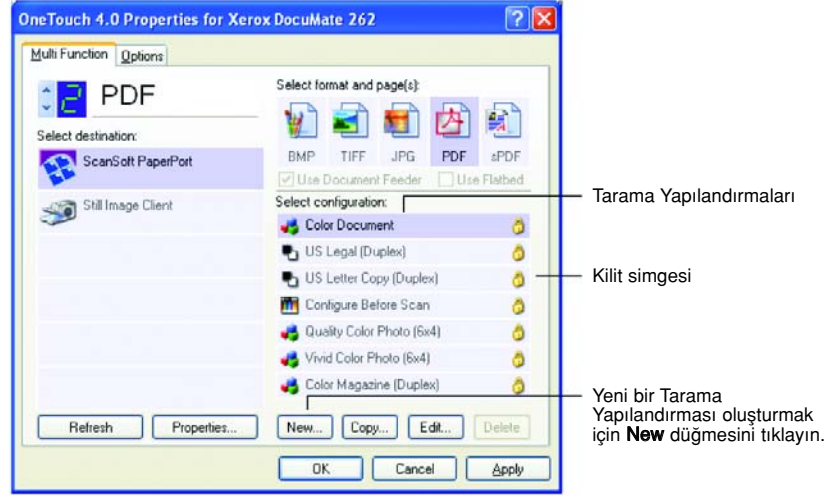 OneTouch 4.0 Properties for Xerox DocuMate 262
Multi Function
Options
2
PDF
Select destination:
ScanSoft PaperPort
Still Image Client
Refresh
Properties...
Select format and page(s):
BMP TIFF JPG PDF sPDF
Use Document Feeder
Use Flatbed
Select configuration:
Color Document
US Legal (Duplex)
US Letter Copy (Duplex)
Configure Before Scan
Quality Color Photo (6x4)
Vivid Color Photo (6x4)
Color Magazine (Duplex)
New...
Copy...
Edit...
Delete
OK
Cancel
Apply
Tarama Yapılandırmaları
Kilit simgesi
Yeni bir Tarama
Yapılandırması oluşturmak
için New düğmesini tıklayın.